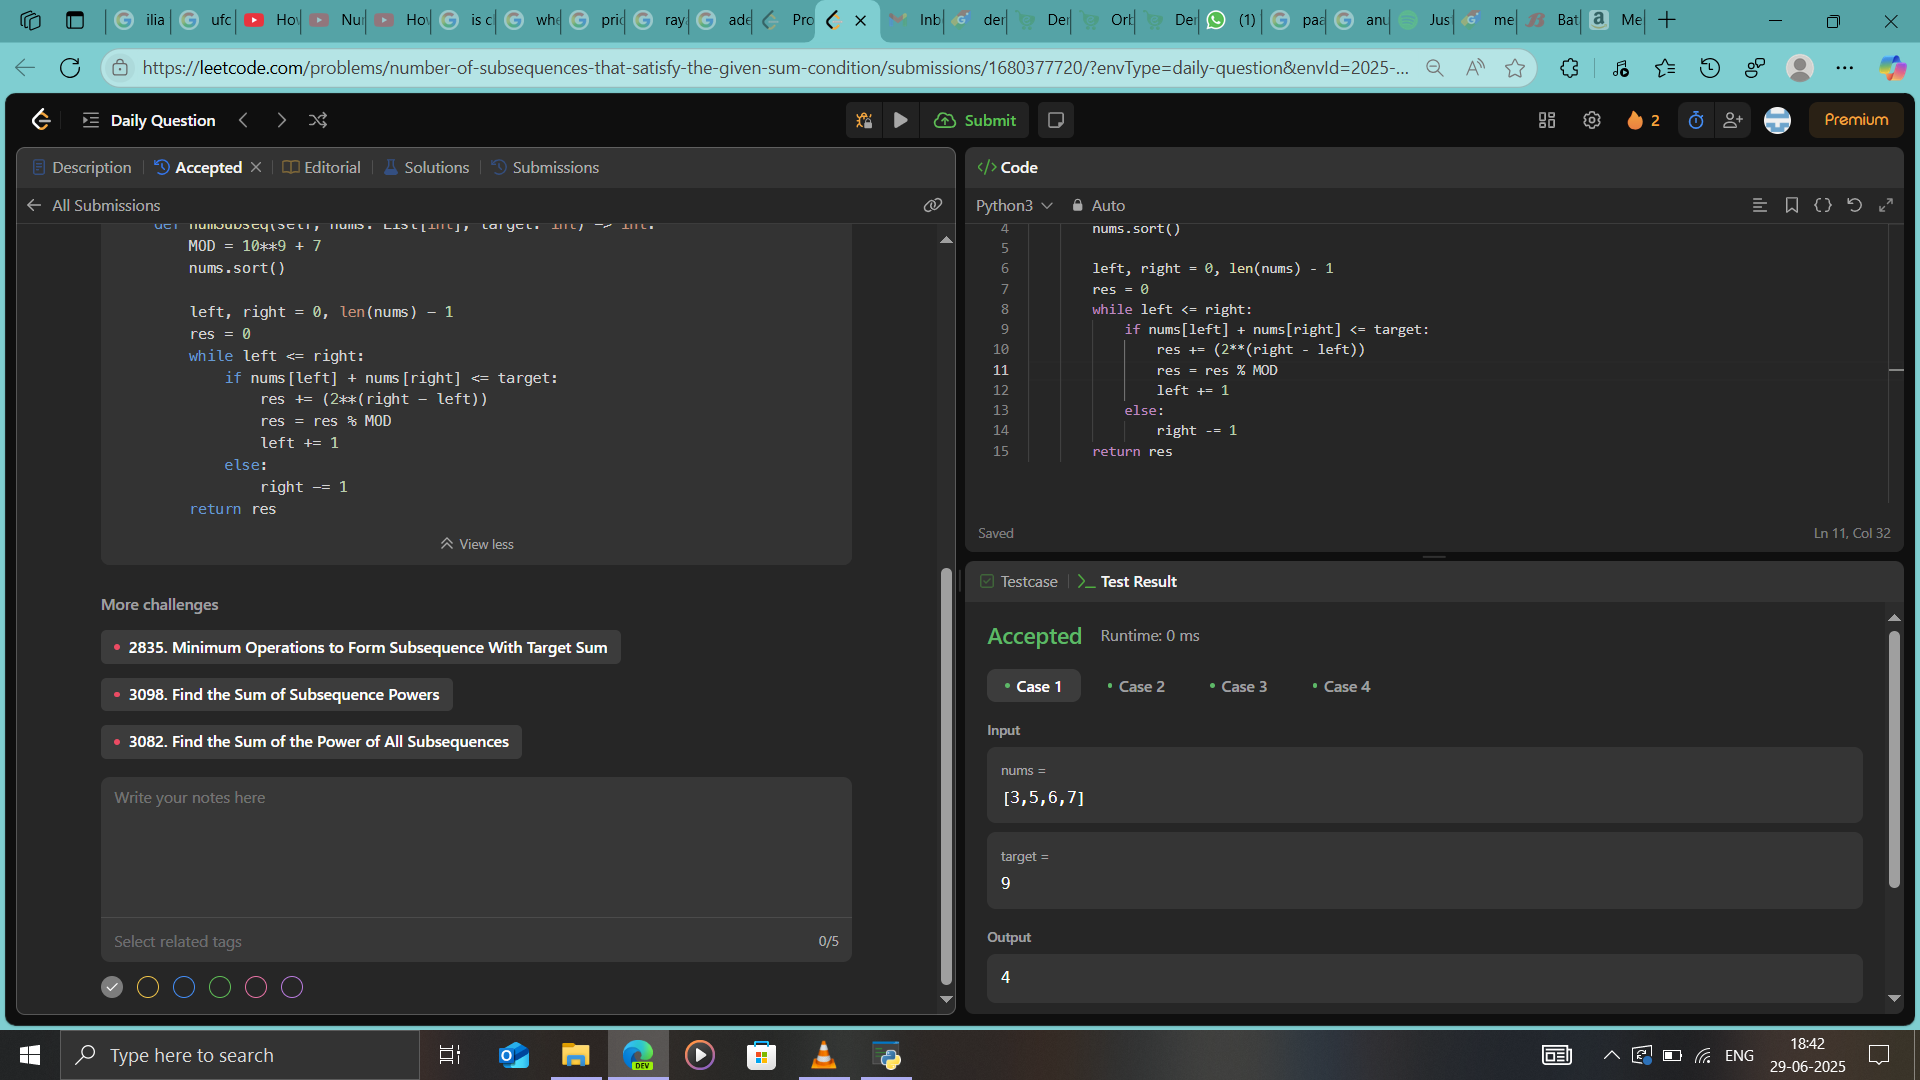 ilia
ufc
Hov
Nur
Hov
is c
whe
pric
ray
ade
Pro
Inb
der
Der
Orb
Der
(1)
paa
anu
Jus
me
Bat
Me
https://leetcode.com/problems/number-of-subsequences-that-satisfy-the-given-sum-condition/submissions/1680377720/?envType=daily-question&envId=2025-...
Daily Question
Submit
2
Premium
Description
Accepted
Editorial
Solutions
Submissions
All Submissions
def numSubseq(self, nums: List[int], target: int) -> int:
MOD = 10**9 + 7
nums.sort()
left, right = 0, len(nums) - 1
res = 0
while left <= right:
if nums[left] + nums[right] <= target:
res += (2**(right - left))
res = res % MOD
left += 1
else:
right -= 1
return res
View less
More challenges
2835. Minimum Operations to Form Subsequence With Target Sum
3098. Find the Sum of Subsequence Powers
3082. Find the Sum of the Power of All Subsequences
Write your notes here
Select related tags
0/5
Code
Python3
Auto
4 nums.sort()
5
6 left, right = 0, len(nums) - 1
7 res = 0
8 while left <= right:
9 if nums[left] + nums[right] <= target:
10 res += (2**(right - left))
11 res = res % MOD
12 left += 1
13 else:
14 right -= 1
15 return res
Saved
Ln 11, Col 32
Testcase
Test Result
Accepted
Runtime: 0 ms
Case 1
Case 2
Case 3
Case 4
Input
nums =
[3,5,6,7]
target =
9
Output
4
Type here to search
DEV
ENG
18:42
29-06-2025